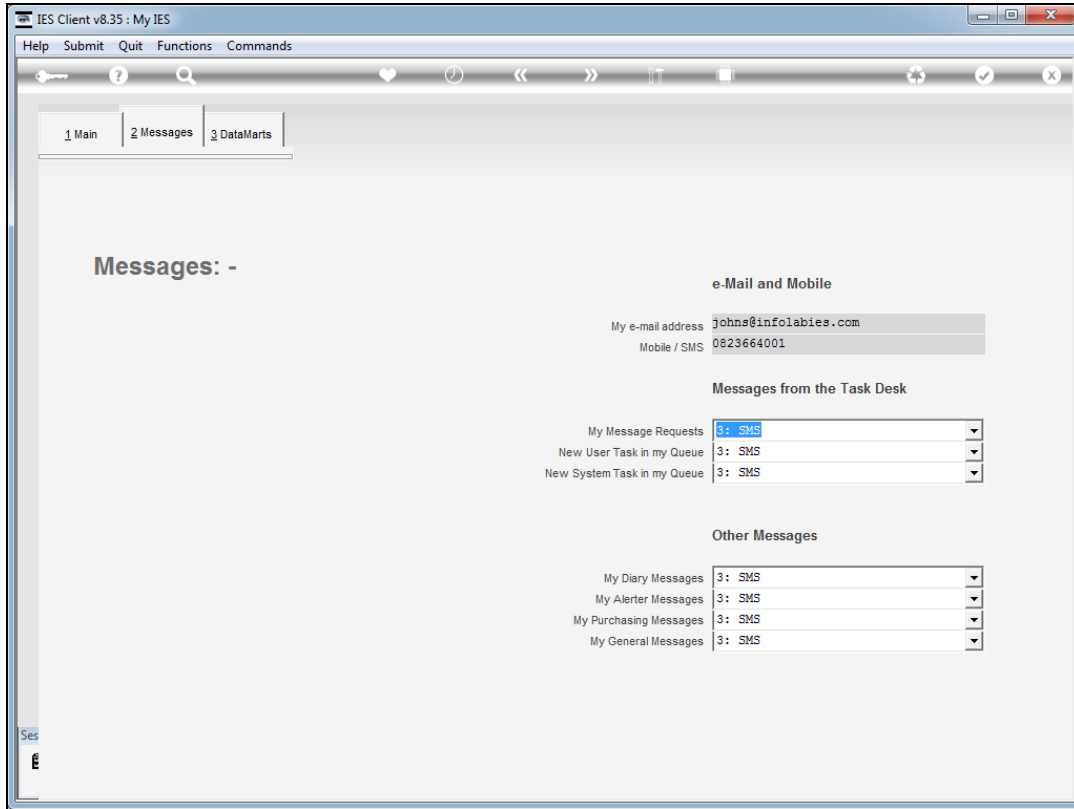 IES Client v8.35 : My IES
Help Submit Quit Functions Commands
1 Main 2 Messages 3 DataMarts
Messages: -
e-Mail and Mobile
My e-mail address johns@infolabies.com
Mobile / SMS 0823664001
Messages from the Task Desk
My Message Requests 3: SMS
New User Task in my Queue 3: SMS
New System Task in my Queue 3: SMS
Other Messages
My Diary Messages 3: SMS
My Alerter Messages 3: SMS
My Purchasing Messages 3: SMS
My General Messages 3: SMS
Ses